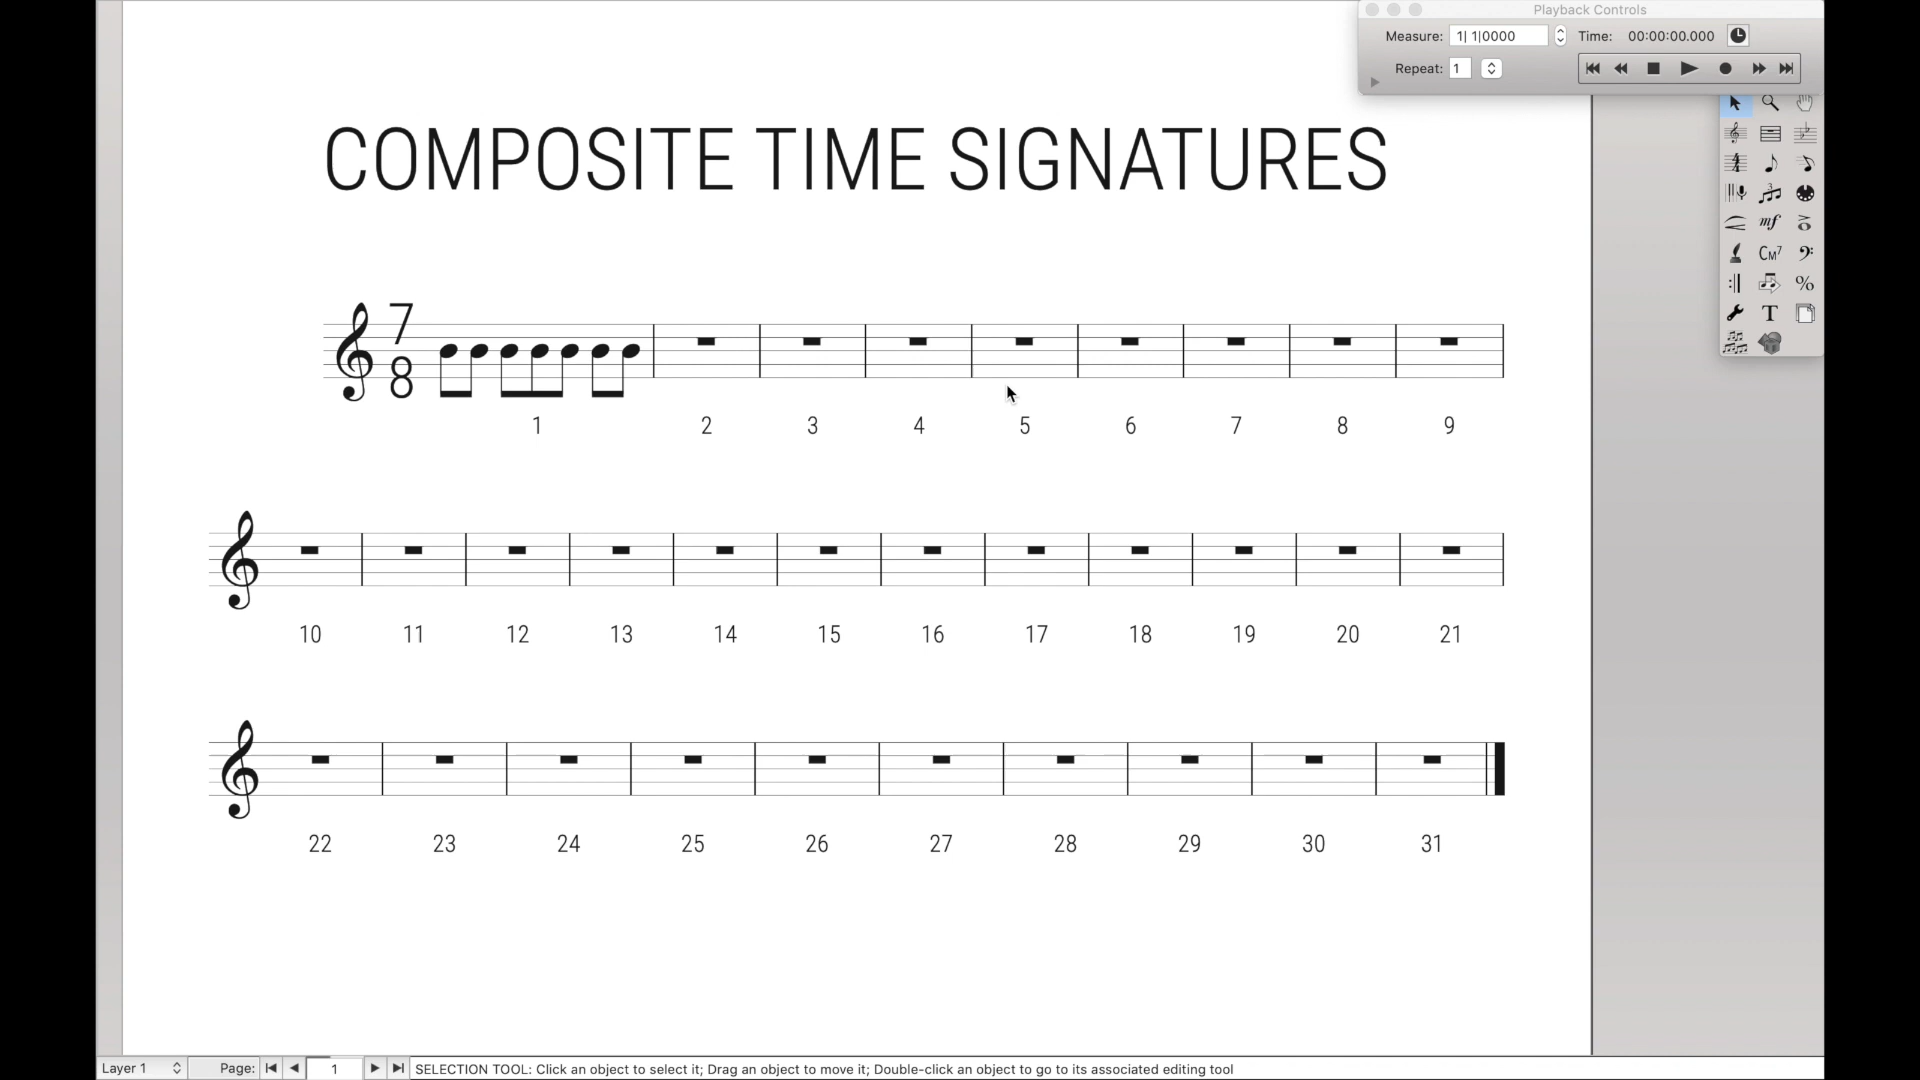 Playback Controls
Measure: 1| 1|0000 Time: 00:00:00.000
Repeat: 1
COMPOSITE TIME SIGNATURES
7
8
1 2 3 4 5 6 7 8 9
10 11 12 13 14 15 16 17 18 19 20 21
22 23 24 25 26 27 28 29 30 31
3
mf
CM7
%
T
Layer 1 Page: 1 SELECTION TOOL: Click an object to select it; Drag an object to move it; Double-click an object to go to its associated editing tool